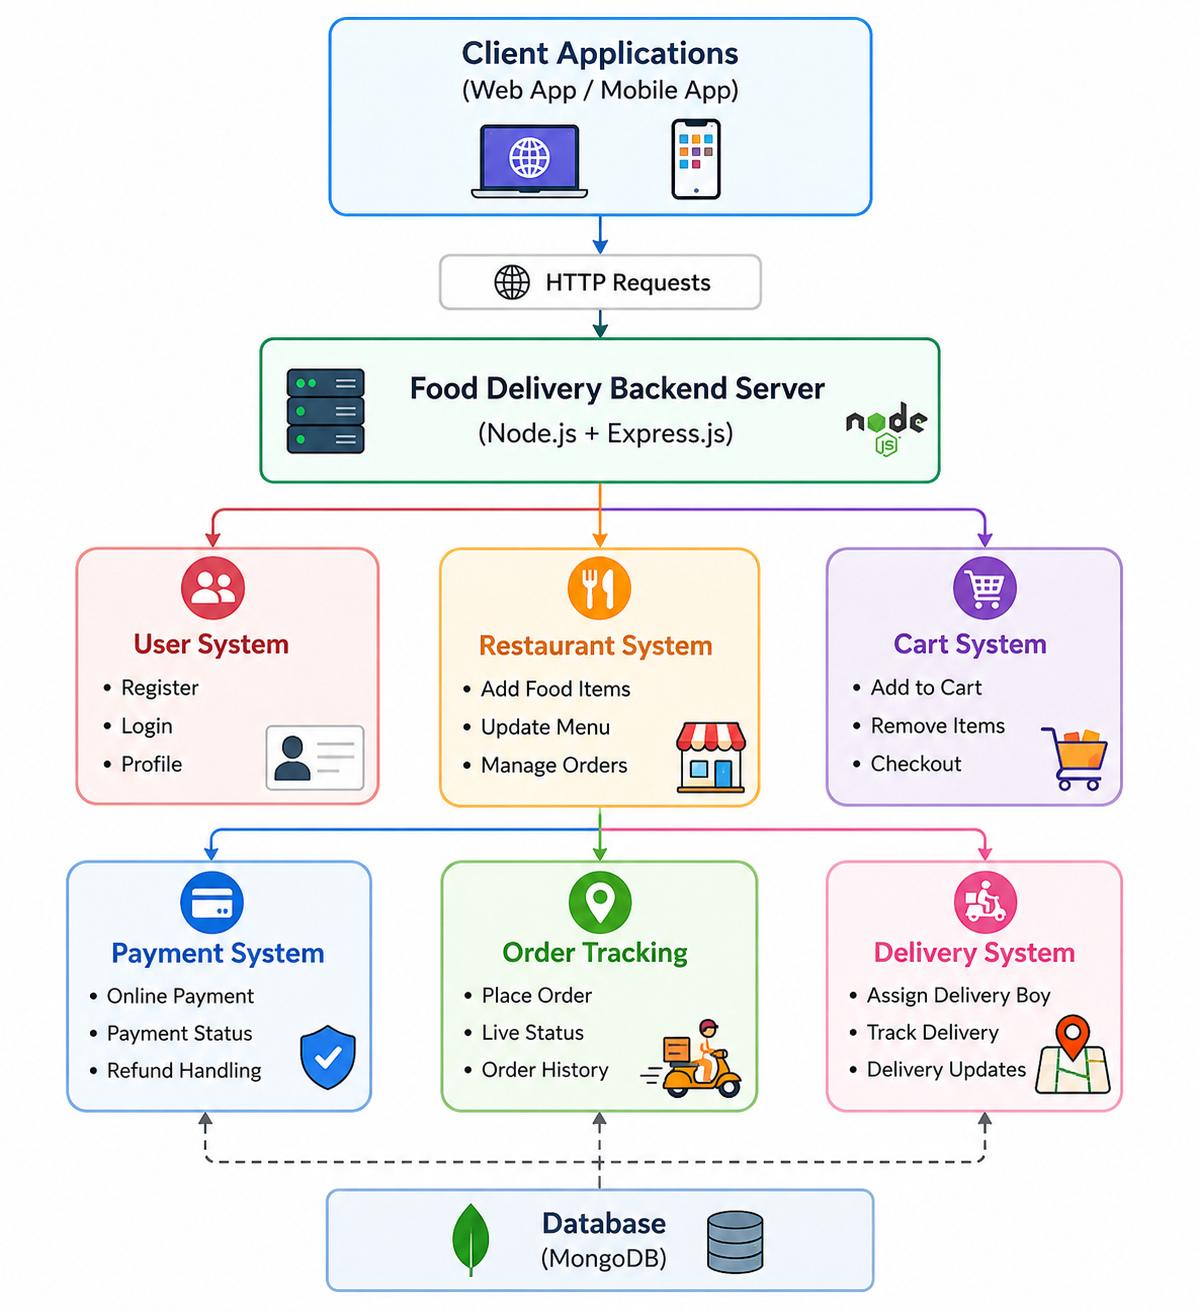 Client Applications
(Web App / Mobile App)
HTTP Requests
Food Delivery Backend Server
(Node.js + Express.js)
node
JS
User System
• Register
• Login
• Profile
Restaurant System
• Add Food Items
• Update Menu
• Manage Orders
Cart System
• Add to Cart
• Remove Items
• Checkout
Payment System
• Online Payment
• Payment Status
• Refund Handling
Order Tracking
• Place Order
• Live Status
• Order History
Delivery System
• Assign Delivery Boy
• Track Delivery
• Delivery Updates
Database
(MongoDB)